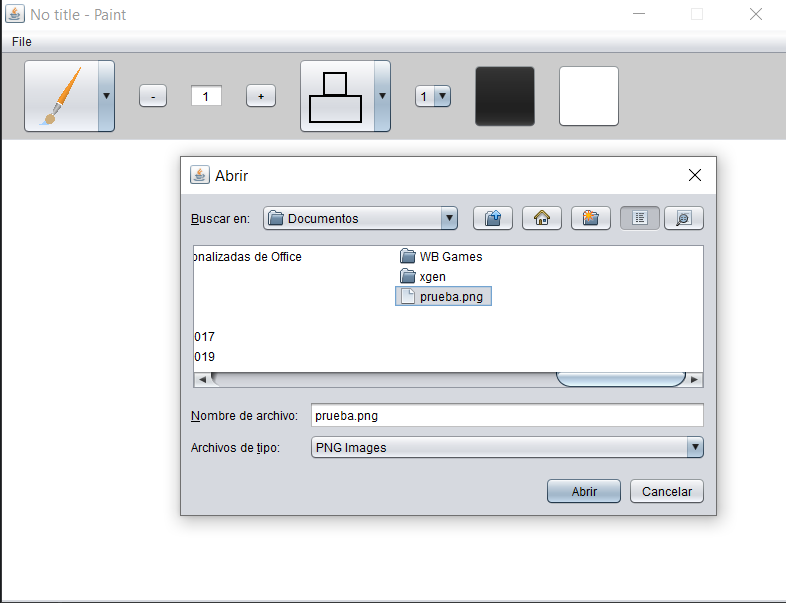 No title - Paint
File
-
1
+
1
Abrir
Buscar en: Documentos
onalizadas de Office
WB Games
xgen
prueba.png
017
019
Nombre de archivo: prueba.png
Archivos de tipo: PNG Images
Abrir
Cancelar